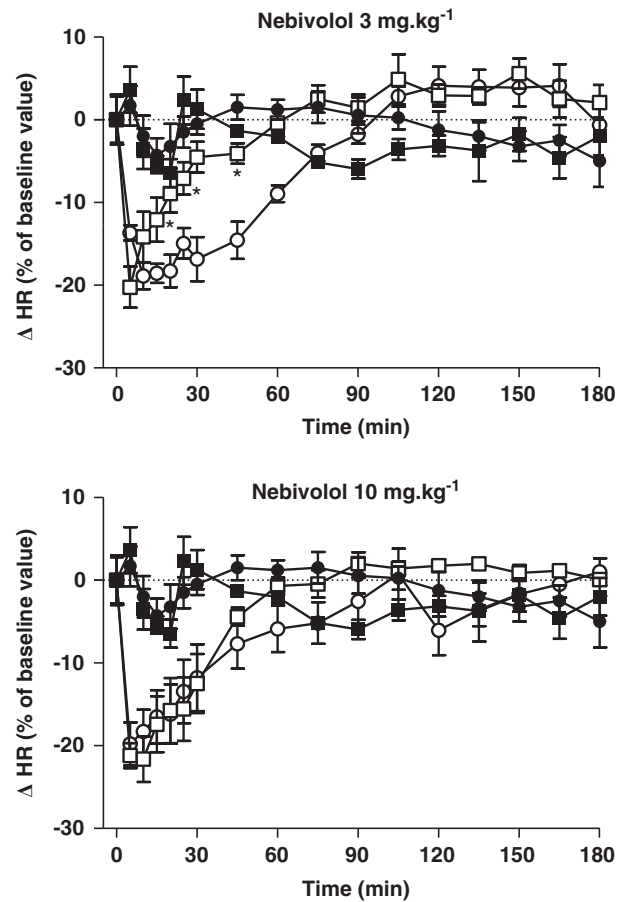 Nebivolol 3 mg.kg⁻¹
10
0
-10
-20
-30
Δ HR (% of baseline value)
*
*
*
0 30 60 90 120 150 180
Time (min)
Nebivolol 10 mg.kg⁻¹
10
0
-10
-20
-30
Δ HR (% of baseline value)
0 30 60 90 120 150 180
Time (min)